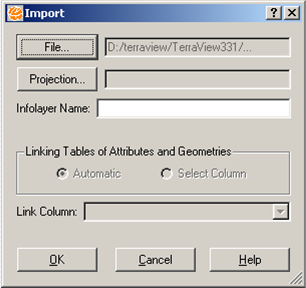 Import
File... D:/terraview/TerraView331/...
Projection...
Infolayer Name:
Linking Tables of Attributes and Geometries
Automatic Select Column
Link Column:
OK Cancel Help